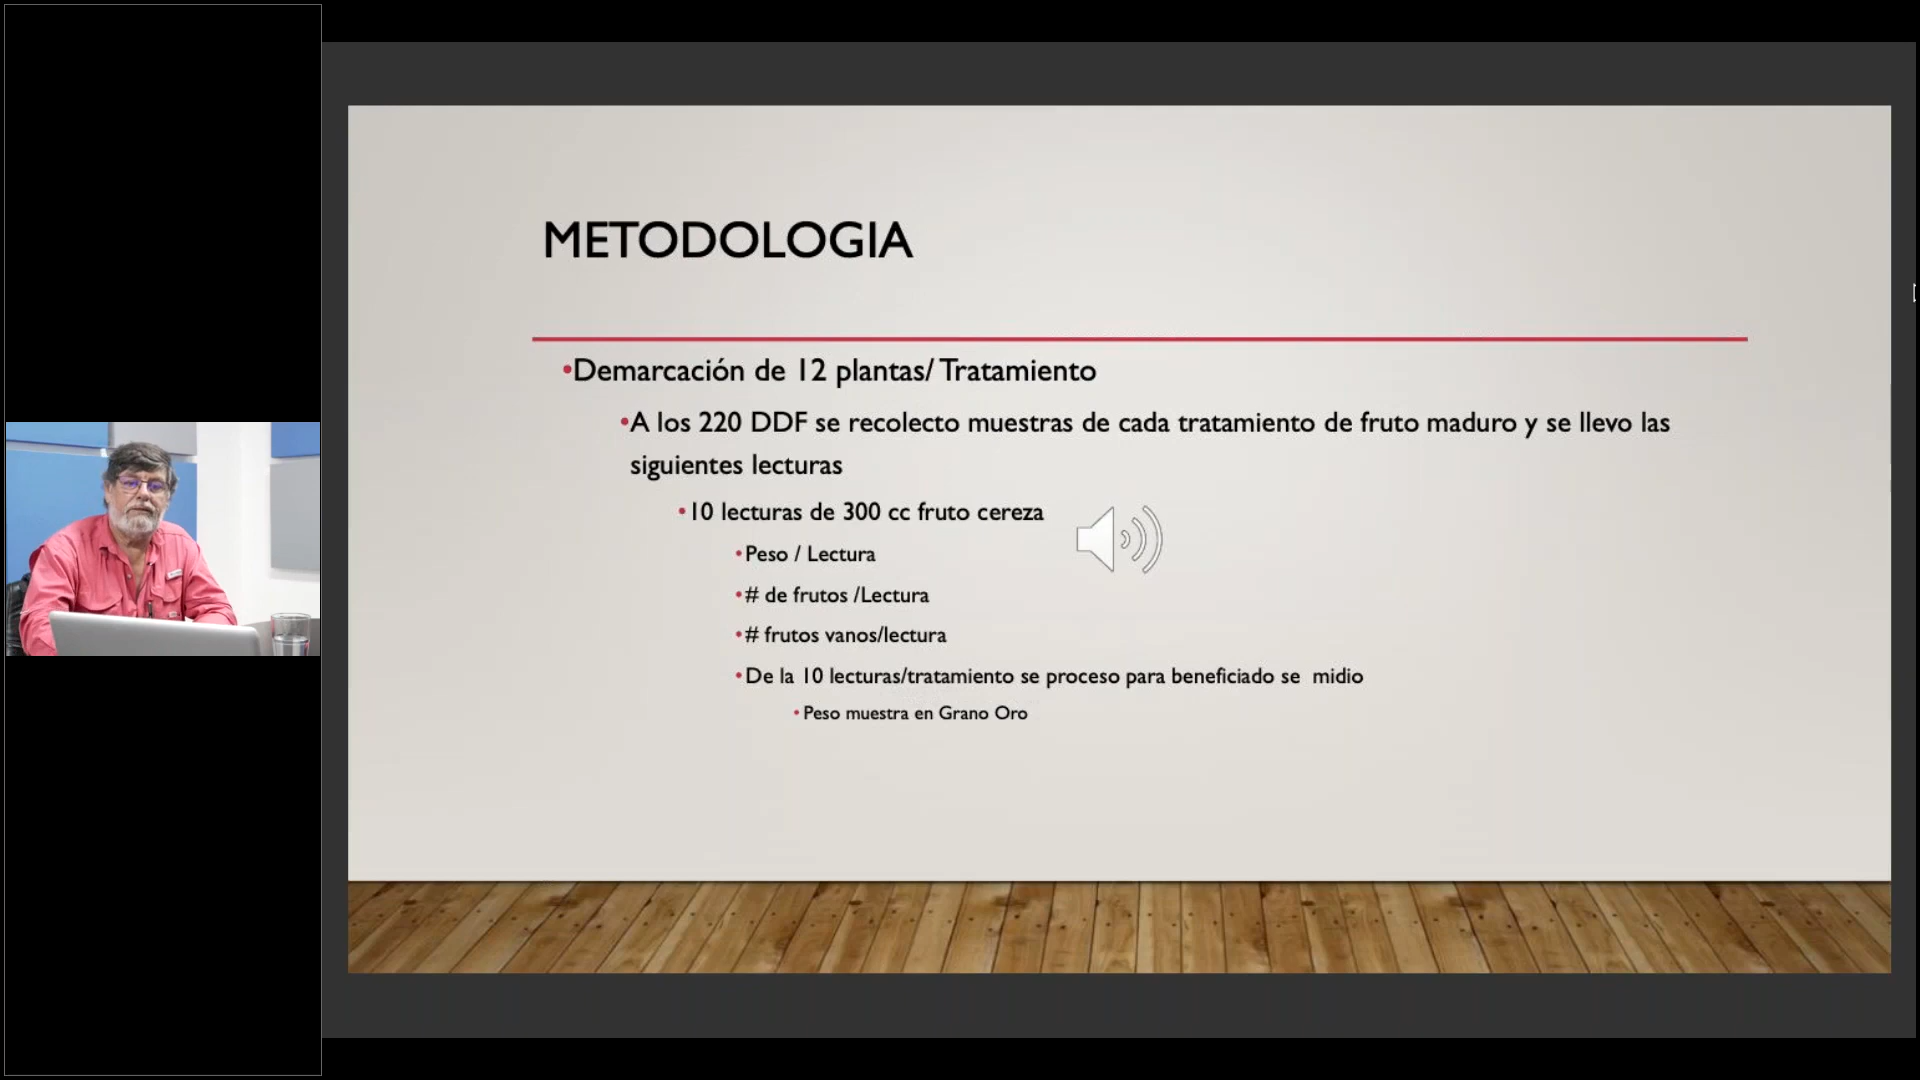 METODOLOGIA
•Demarcación de 12 plantas/ Tratamiento
•A los 220 DDF se recolecto muestras de cada tratamiento de fruto maduro y se llevo las
siguientes lecturas
•10 lecturas de 300 cc fruto cereza
•Peso / Lectura
•# de frutos /Lectura
•# frutos vanos/lectura
•De la 10 lecturas/tratamiento se proceso para beneficiado se  midio
•Peso muestra en Grano Oro